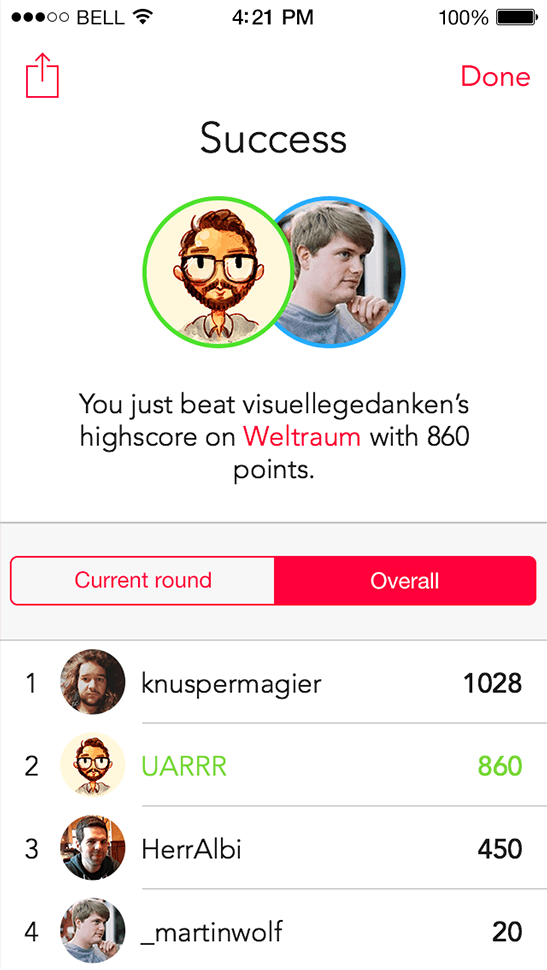 BELL 4:21 PM 100%
Done
Success
You just beat visuellegedanken’s
highscore on Weltraum with 860
points.
Current round Overall
1 knuspermagier 1028
2 UARRR 860
3 HerrAlbi 450
4 _martinwolf 20